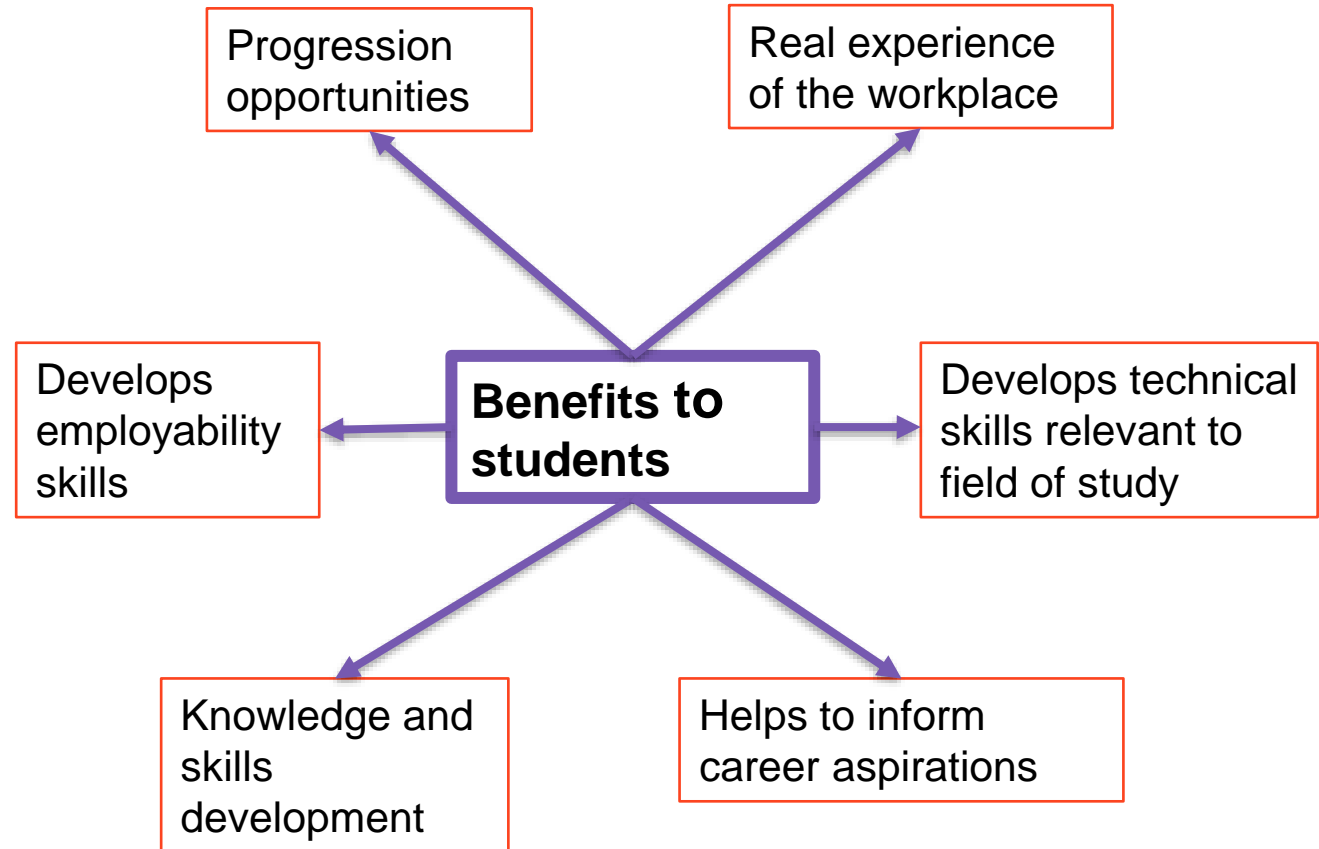 Progression
opportunities
Real experience
of the workplace
Develops
employability
skills
Benefits to
students
Develops technical
skills relevant to
field of study
Knowledge and
skills
development
Helps to inform
career aspirations